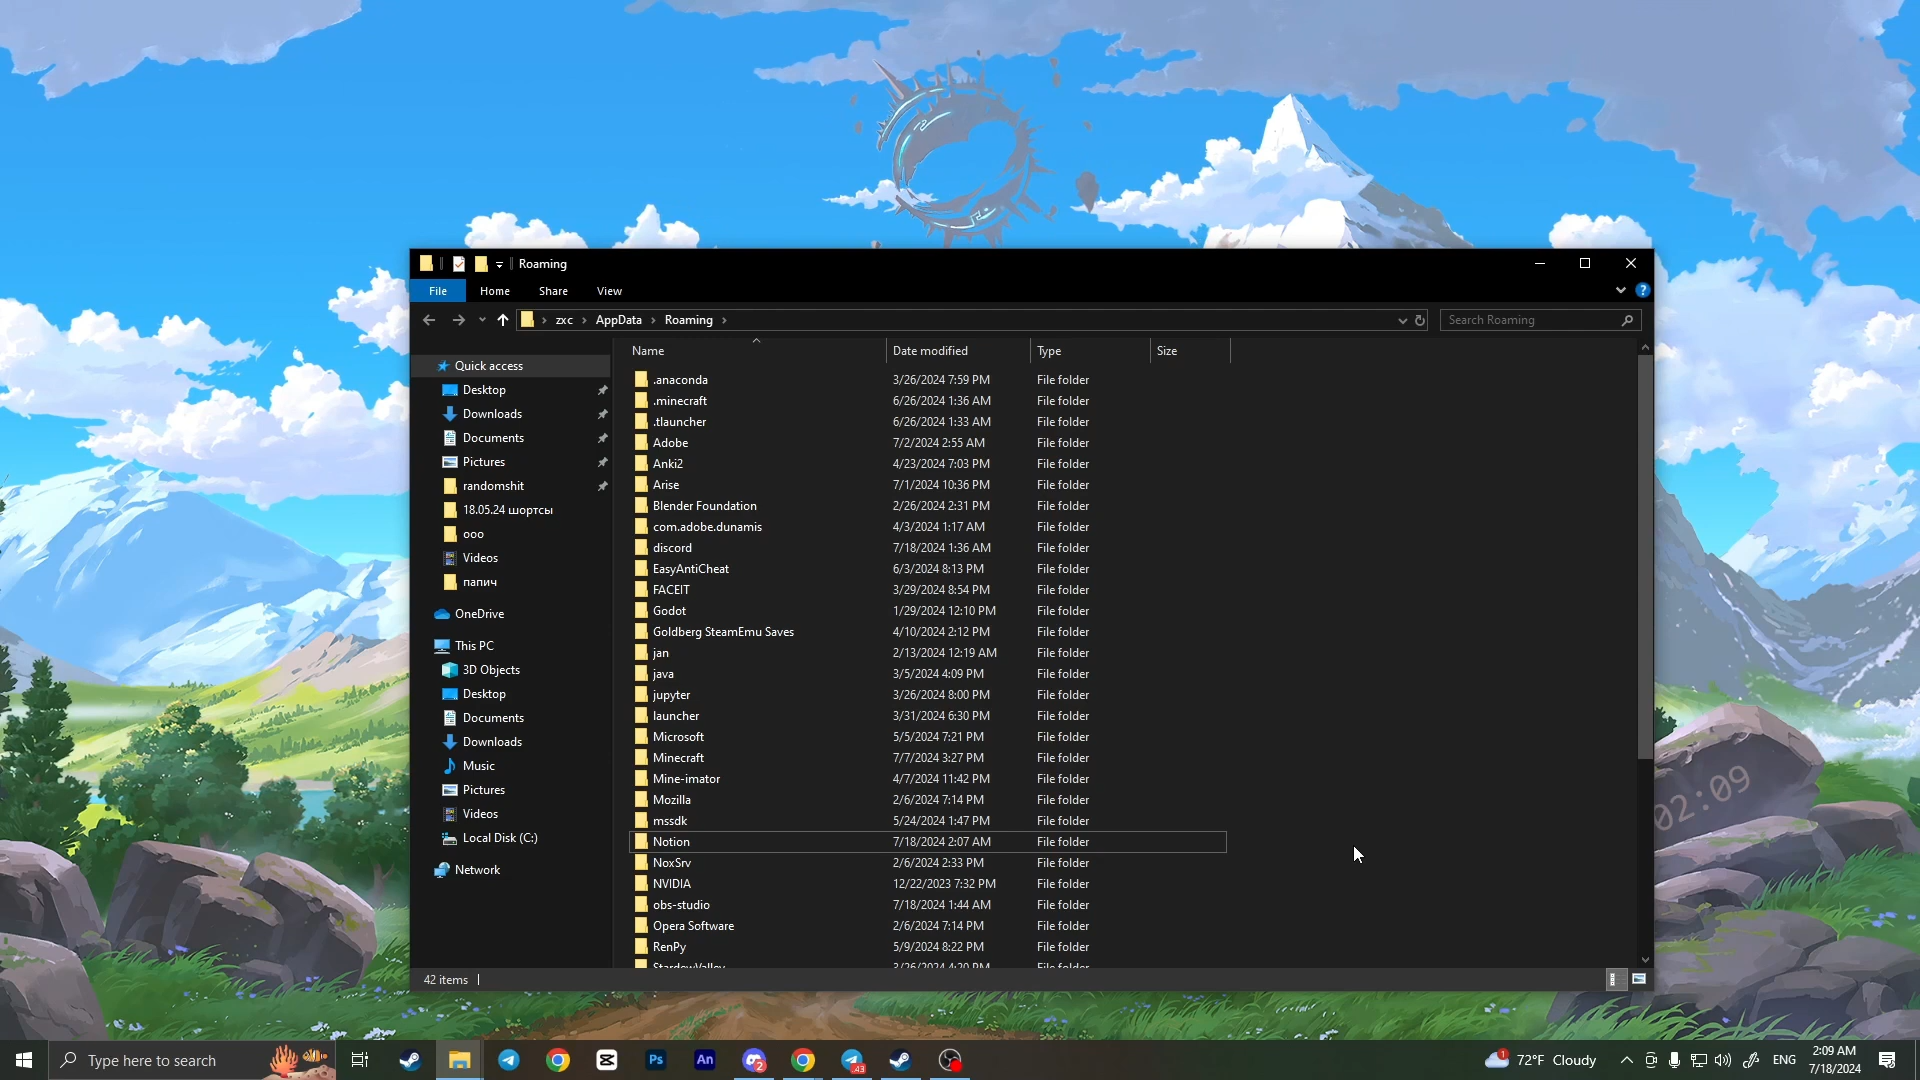 Roaming
File Home Share View
zxc AppData Roaming
Search Roaming
Name Date modified Type Size
Quick access
Desktop
Downloads
Documents
Pictures
randomshit
18.05.24 шортсы
ооо
Videos
папич
OneDrive
This PC
3D Objects
Desktop
Documents
Downloads
Music
Pictures
Videos
Local Disk (C:)
Network
.anaconda 3/26/2024 7:59 PM File folder
.minecraft 6/26/2024 1:36 AM File folder
.tlauncher 6/26/2024 1:33 AM File folder
Adobe 7/2/2024 2:55 AM File folder
Anki2 4/23/2024 7:03 PM File folder
Arise 7/1/2024 10:36 PM File folder
Blender Foundation 2/26/2024 2:31 PM File folder
com.adobe.dunamis 4/3/2024 1:17 AM File folder
discord 7/18/2024 1:36 AM File folder
EasyAntiCheat 6/3/2024 8:13 PM File folder
FACEIT 3/29/2024 8:54 PM File folder
Godot 1/29/2024 12:10 PM File folder
Goldberg SteamEmu Saves 4/10/2024 2:12 PM File folder
jan 2/13/2024 12:19 AM File folder
java 3/5/2024 4:09 PM File folder
jupyter 3/26/2024 8:00 PM File folder
launcher 3/31/2024 6:30 PM File folder
Microsoft 5/5/2024 7:21 PM File folder
Minecraft 7/7/2024 3:27 PM File folder
Mine-imator 4/7/2024 11:42 PM File folder
Mozilla 2/6/2024 7:14 PM File folder
mssdk 5/24/2024 1:47 PM File folder
Notion 7/18/2024 2:07 AM File folder
NoxSrv 2/6/2024 2:33 PM File folder
NVIDIA 12/22/2023 7:32 PM File folder
obs-studio 7/18/2024 1:44 AM File folder
Opera Software 2/6/2024 7:14 PM File folder
RenPy 5/9/2024 8:22 PM File folder
StardewValley 3/26/2024 4:20 PM File folder
42 items
02:09
Type here to search
Ps
An
2
43
1
72°F Cloudy
ENG
2:09 AM
7/18/2024